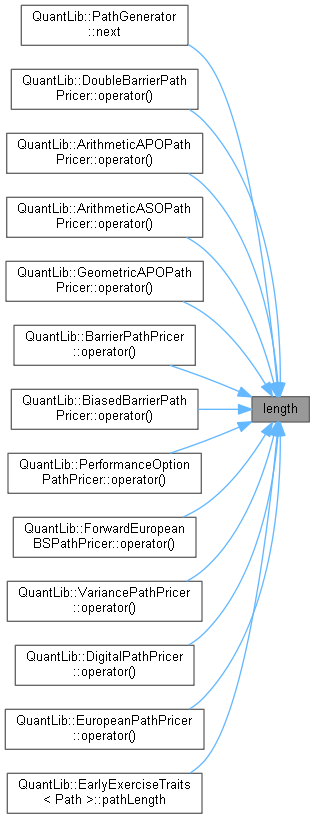 QuantLib::PathGenerator
::next
QuantLib::DoubleBarrierPath
Pricer::operator()
QuantLib::ArithmeticAPOPath
Pricer::operator()
QuantLib::ArithmeticASOPath
Pricer::operator()
QuantLib::GeometricAPOPath
Pricer::operator()
QuantLib::BarrierPathPricer
::operator()
QuantLib::BiasedBarrierPath
Pricer::operator()
length
QuantLib::PerformanceOption
PathPricer::operator()
QuantLib::ForwardEuropean
BSPathPricer::operator()
QuantLib::VariancePathPricer
::operator()
QuantLib::DigitalPathPricer
::operator()
QuantLib::EuropeanPathPricer
::operator()
QuantLib::EarlyExerciseTraits
< Path >::pathLength